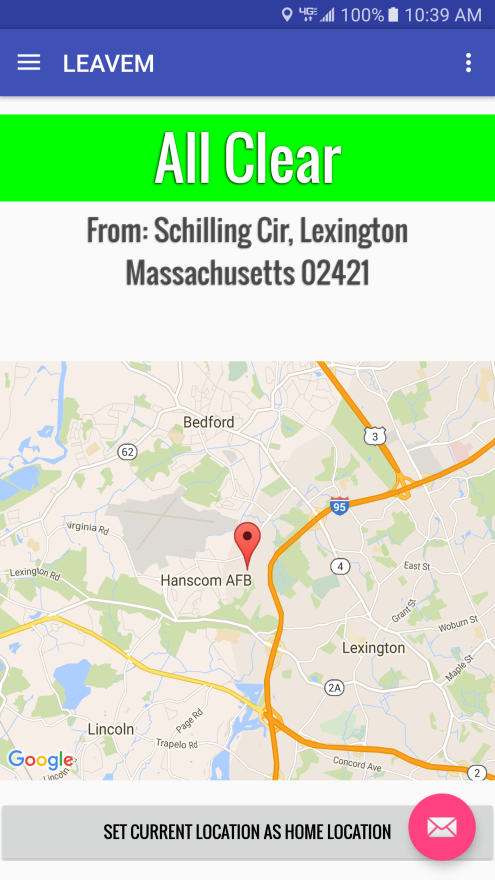 4G 100% 10:39 AM
LEAVEM
All Clear
From: Schilling Cir, Lexington
Massachusetts 02421
Bedford
3
62
95
Virginia Rd
4
East St
Lexington Rd
Hanscom AFB
Grant St
Woburn St
Lexington
Maple St
2A
Page Rd
Lincoln
Trapelo Rd
Google
Concord Ave
Lincoln
2
SET CURRENT LOCATION AS HOME LOCATION